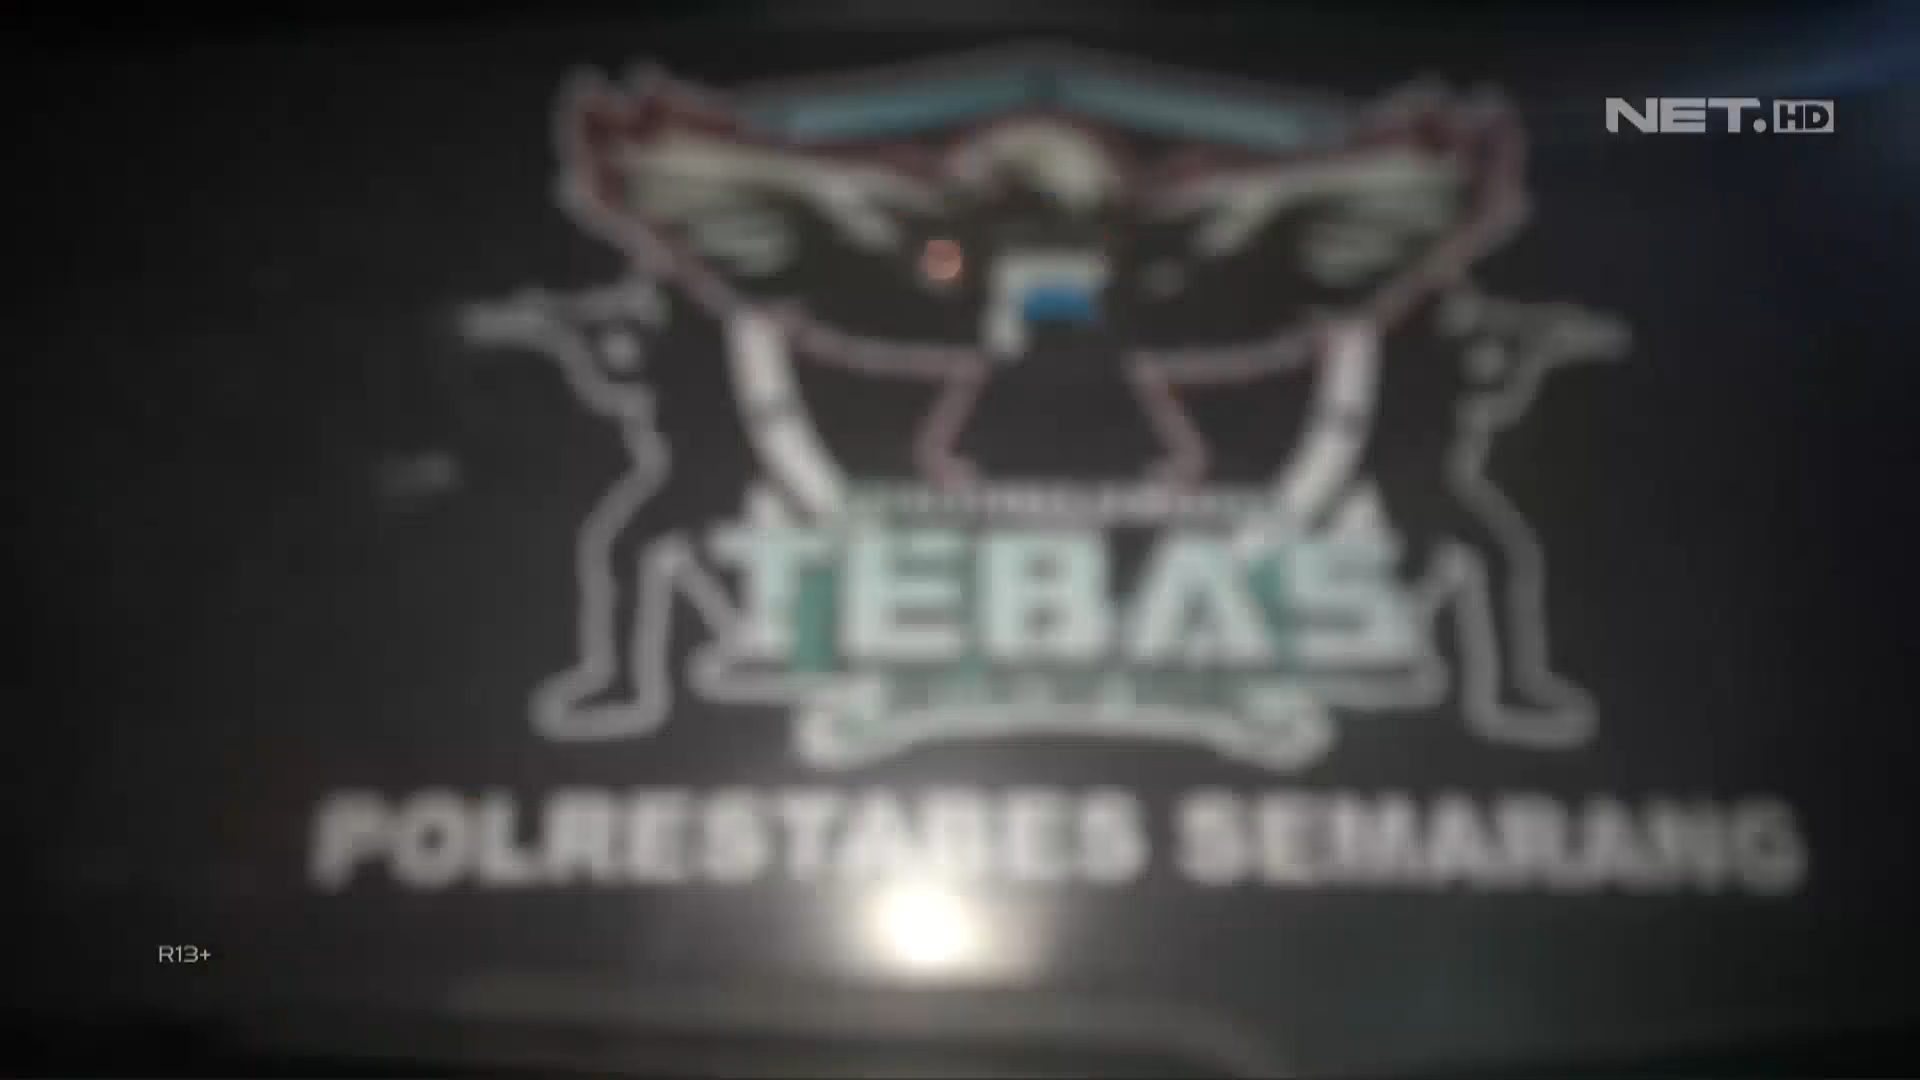 NET. HD
TEBAS
POLRESTABES SEMARANG
R13+